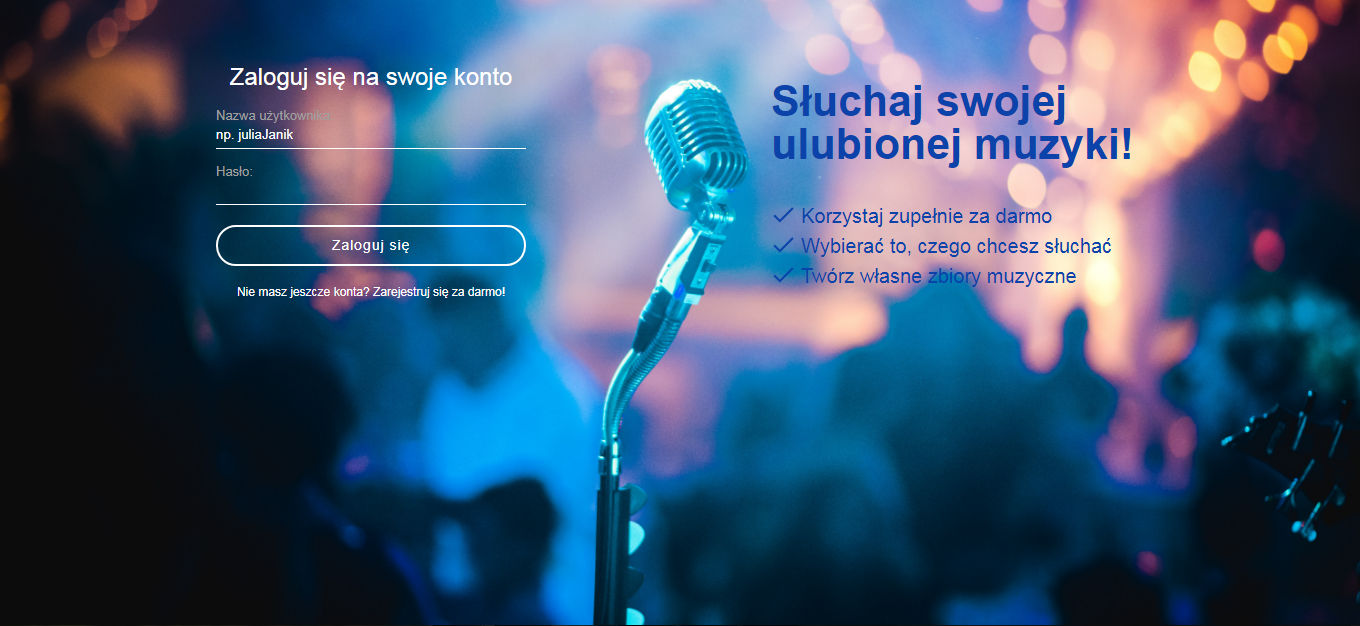 Zaloguj się na swoje konto
Nazwa użytkownika:
np. juliaJanik
Hasło:
Zaloguj się
Nie masz jeszcze konta? Zarejestruj się za darmo!
Słuchaj swojej
ulubionej muzyki!
Korzystaj zupełnie za darmo
Wybierać to, czego chcesz słuchać
Twórz własne zbiory muzyczne